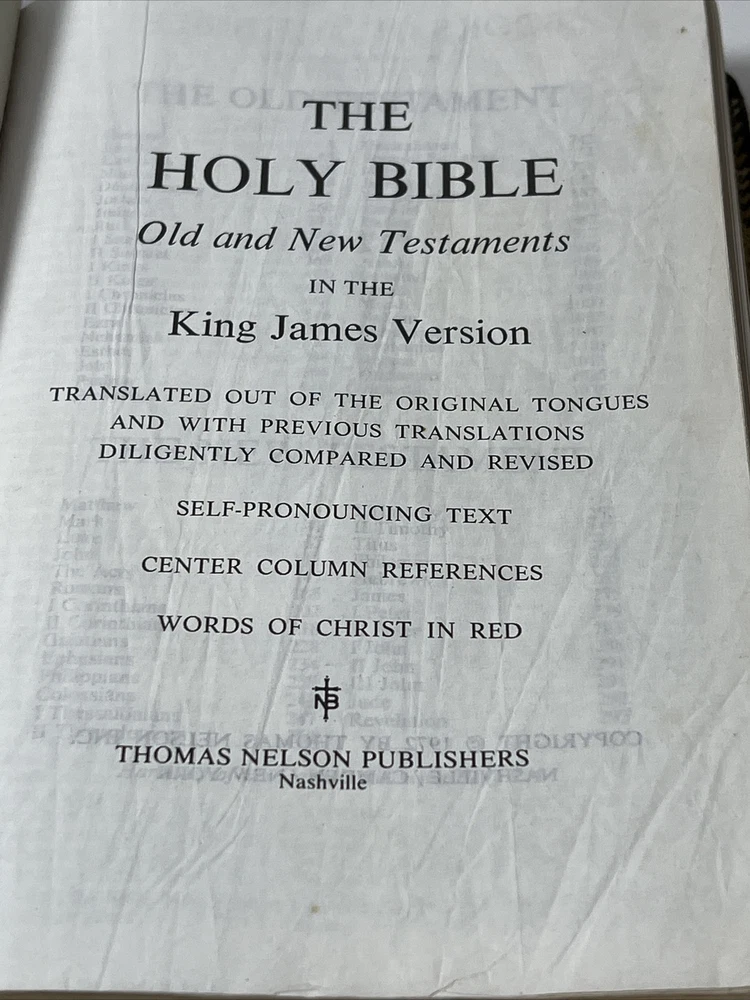 THE
HOLY BIBLE
Old and New Testaments
IN THE
King James Version
TRANSLATED OUT OF THE ORIGINAL TONGUES
AND WITH PREVIOUS TRANSLATIONS
DILIGENTLY COMPARED AND REVISED
SELF-PRONOUNCING TEXT
CENTER COLUMN REFERENCES
WORDS OF CHRIST IN RED
TNB
THOMAS NELSON PUBLISHERS
Nashville